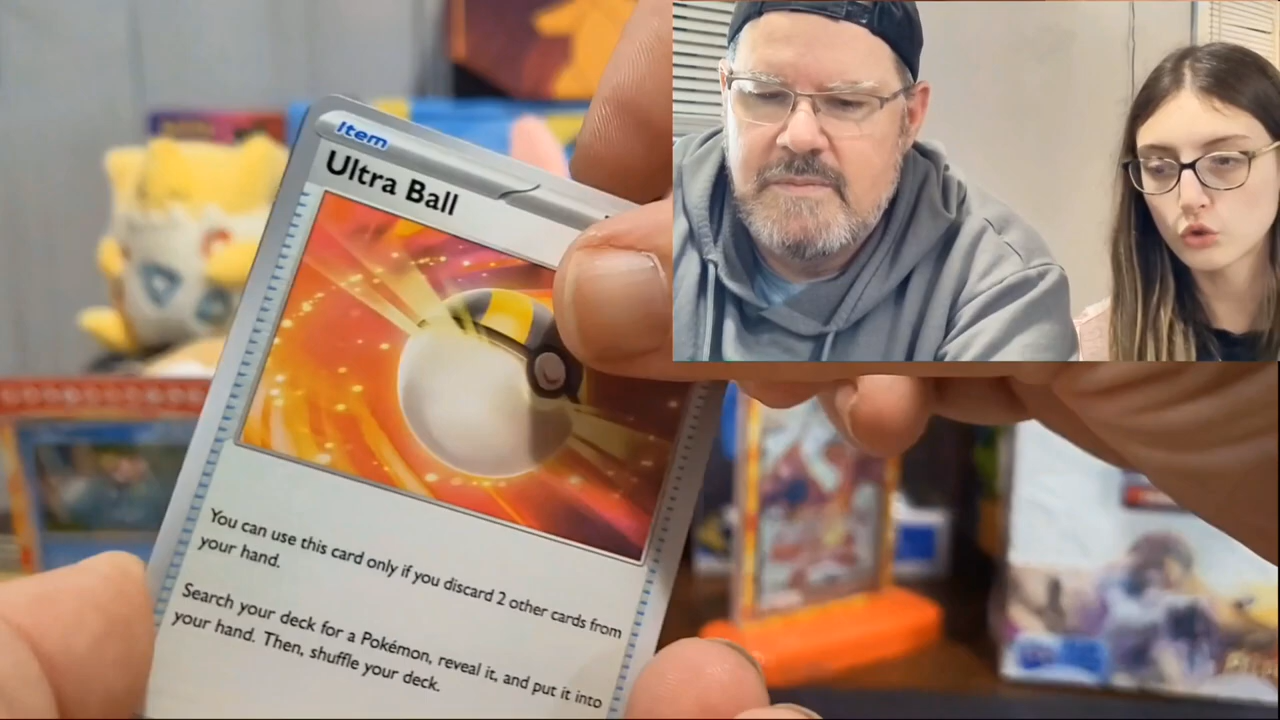 Item
Ultra Ball
You can use this card only if you discard 2 other cards from
your hand.
Search your deck for a Pokémon, reveal it, and put it into
your hand. Then, shuffle your deck.